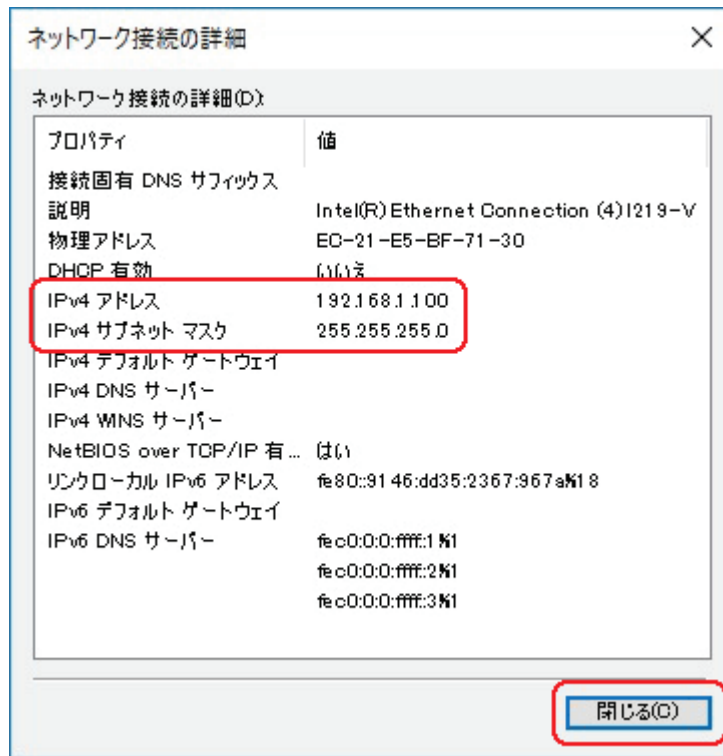 ネットワーク接続の詳細
ネットワーク接続の詳細(D):
プロパティ 値
接続固有 DNS サフィックス
説明 Intel(R) Ethernet Connection (4) I219-V
物理アドレス EC-21-E5-BF-71-30
DHCP 有効 いいえ
IPv4 アドレス 192.168.1.100
IPv4 サブネット マスク 255.255.255.0
IPv4 デフォルト ゲートウェイ
IPv4 DNS サーバー
IPv4 WINS サーバー
NetBIOS over TCP/IP 有... はい
リンクローカル IPv6 アドレス fe80::9146:dd35:2367:967a%18
IPv6 デフォルト ゲートウェイ
IPv6 DNS サーバー fec0:0:0:ffff::1%1
fec0:0:0:ffff::2%1
fec0:0:0:ffff::3%1
閉じる(C)